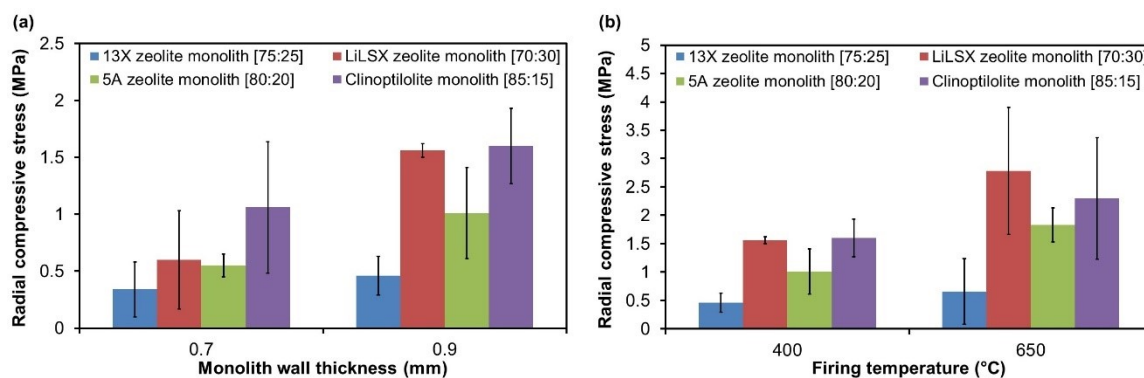 (a)
Radial compressive stress (MPa)
2.5
2
1.5
1
0.5
0
13X zeolite monolith [75:25]
LiLSX zeolite monolith [70:30]
5A zeolite monolith [80:20]
Clinoptilolite monolith [85:15]
0.7
0.9
Monolith wall thickness (mm)
(b)
Radial compressive stress (MPa)
5
4.5
4
3.5
3
2.5
2
1.5
1
0.5
0
13X zeolite monolith [75:25]
LiLSX zeolite monolith [70:30]
5A zeolite monolith [80:20]
Clinoptilolite monolith [85:15]
400
650
Firing temperature (°C)